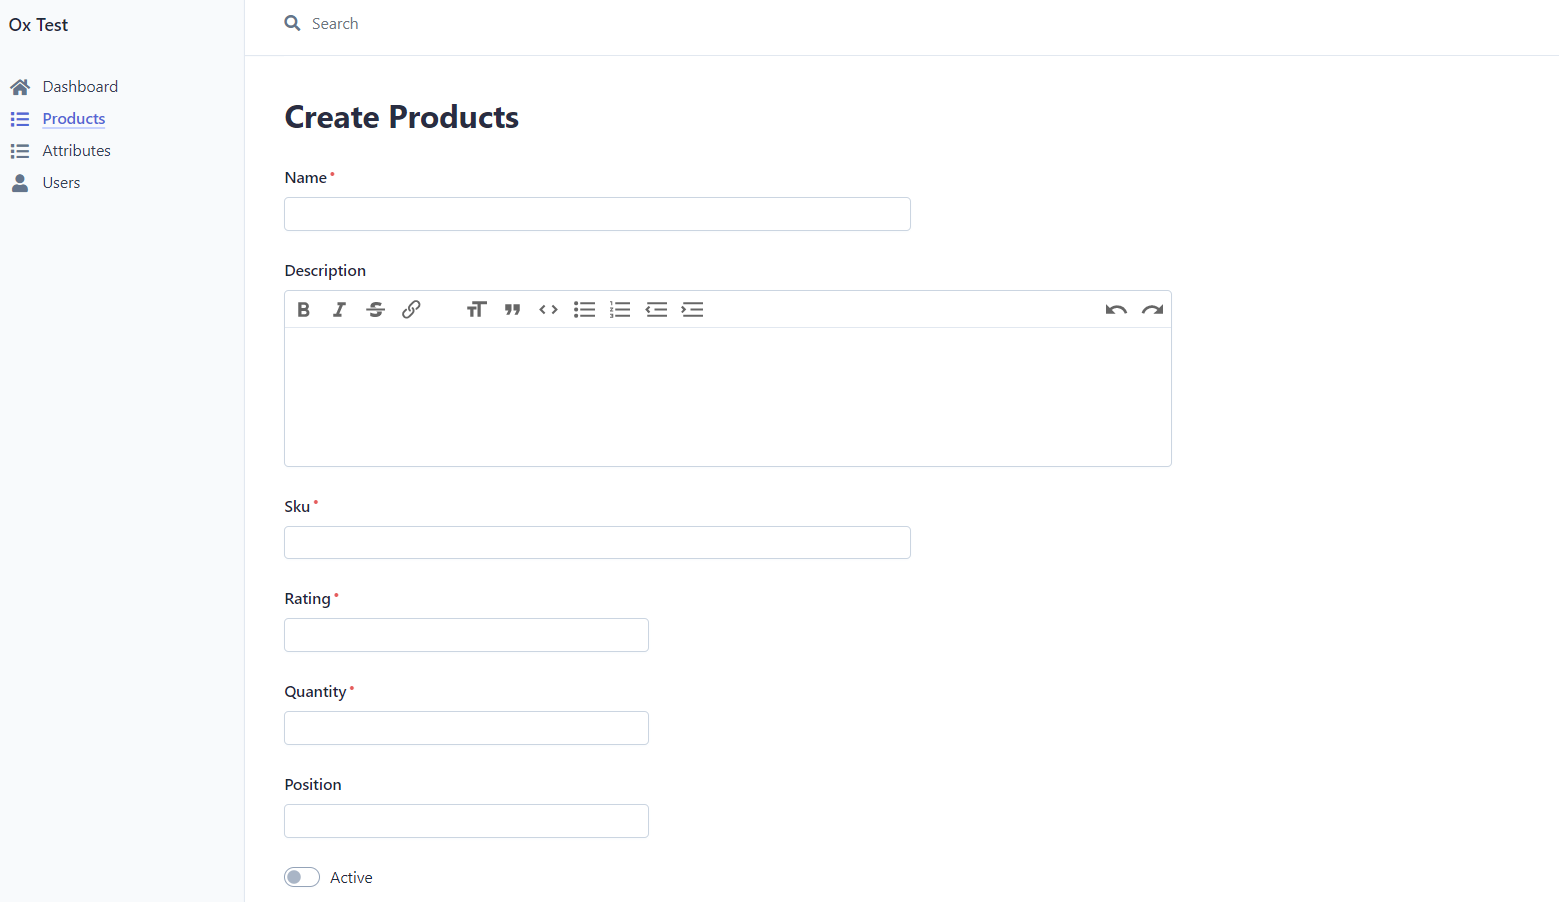 Ox Test
Search
Dashboard
Products
Attributes
Users
Create Products
Name*
Description
Sku*
Rating*
Quantity*
Position
Active